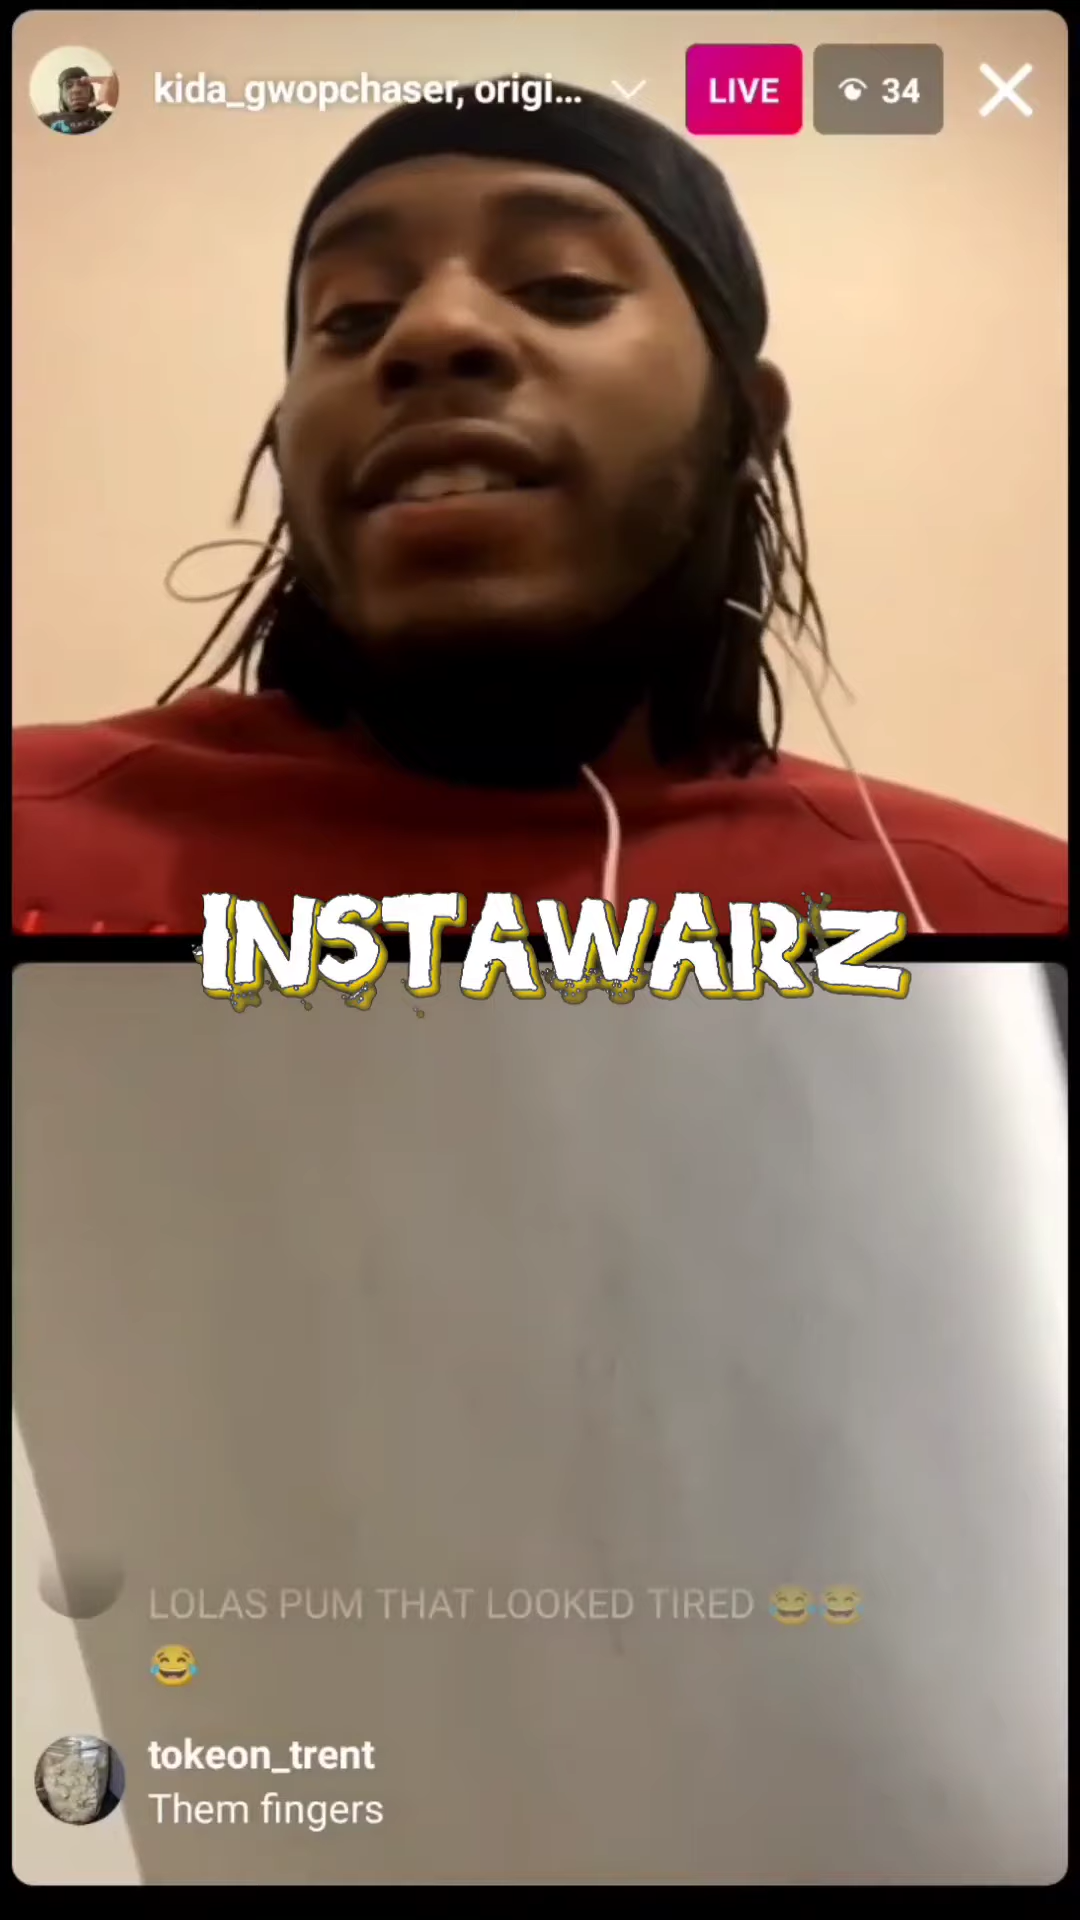 kida_gwopchaser, origi...
LIVE
34
INSTAWARZ
LOLAS PUM THAT LOOKED TIRED 😂😂
😂
tokeon_trent
Them fingers